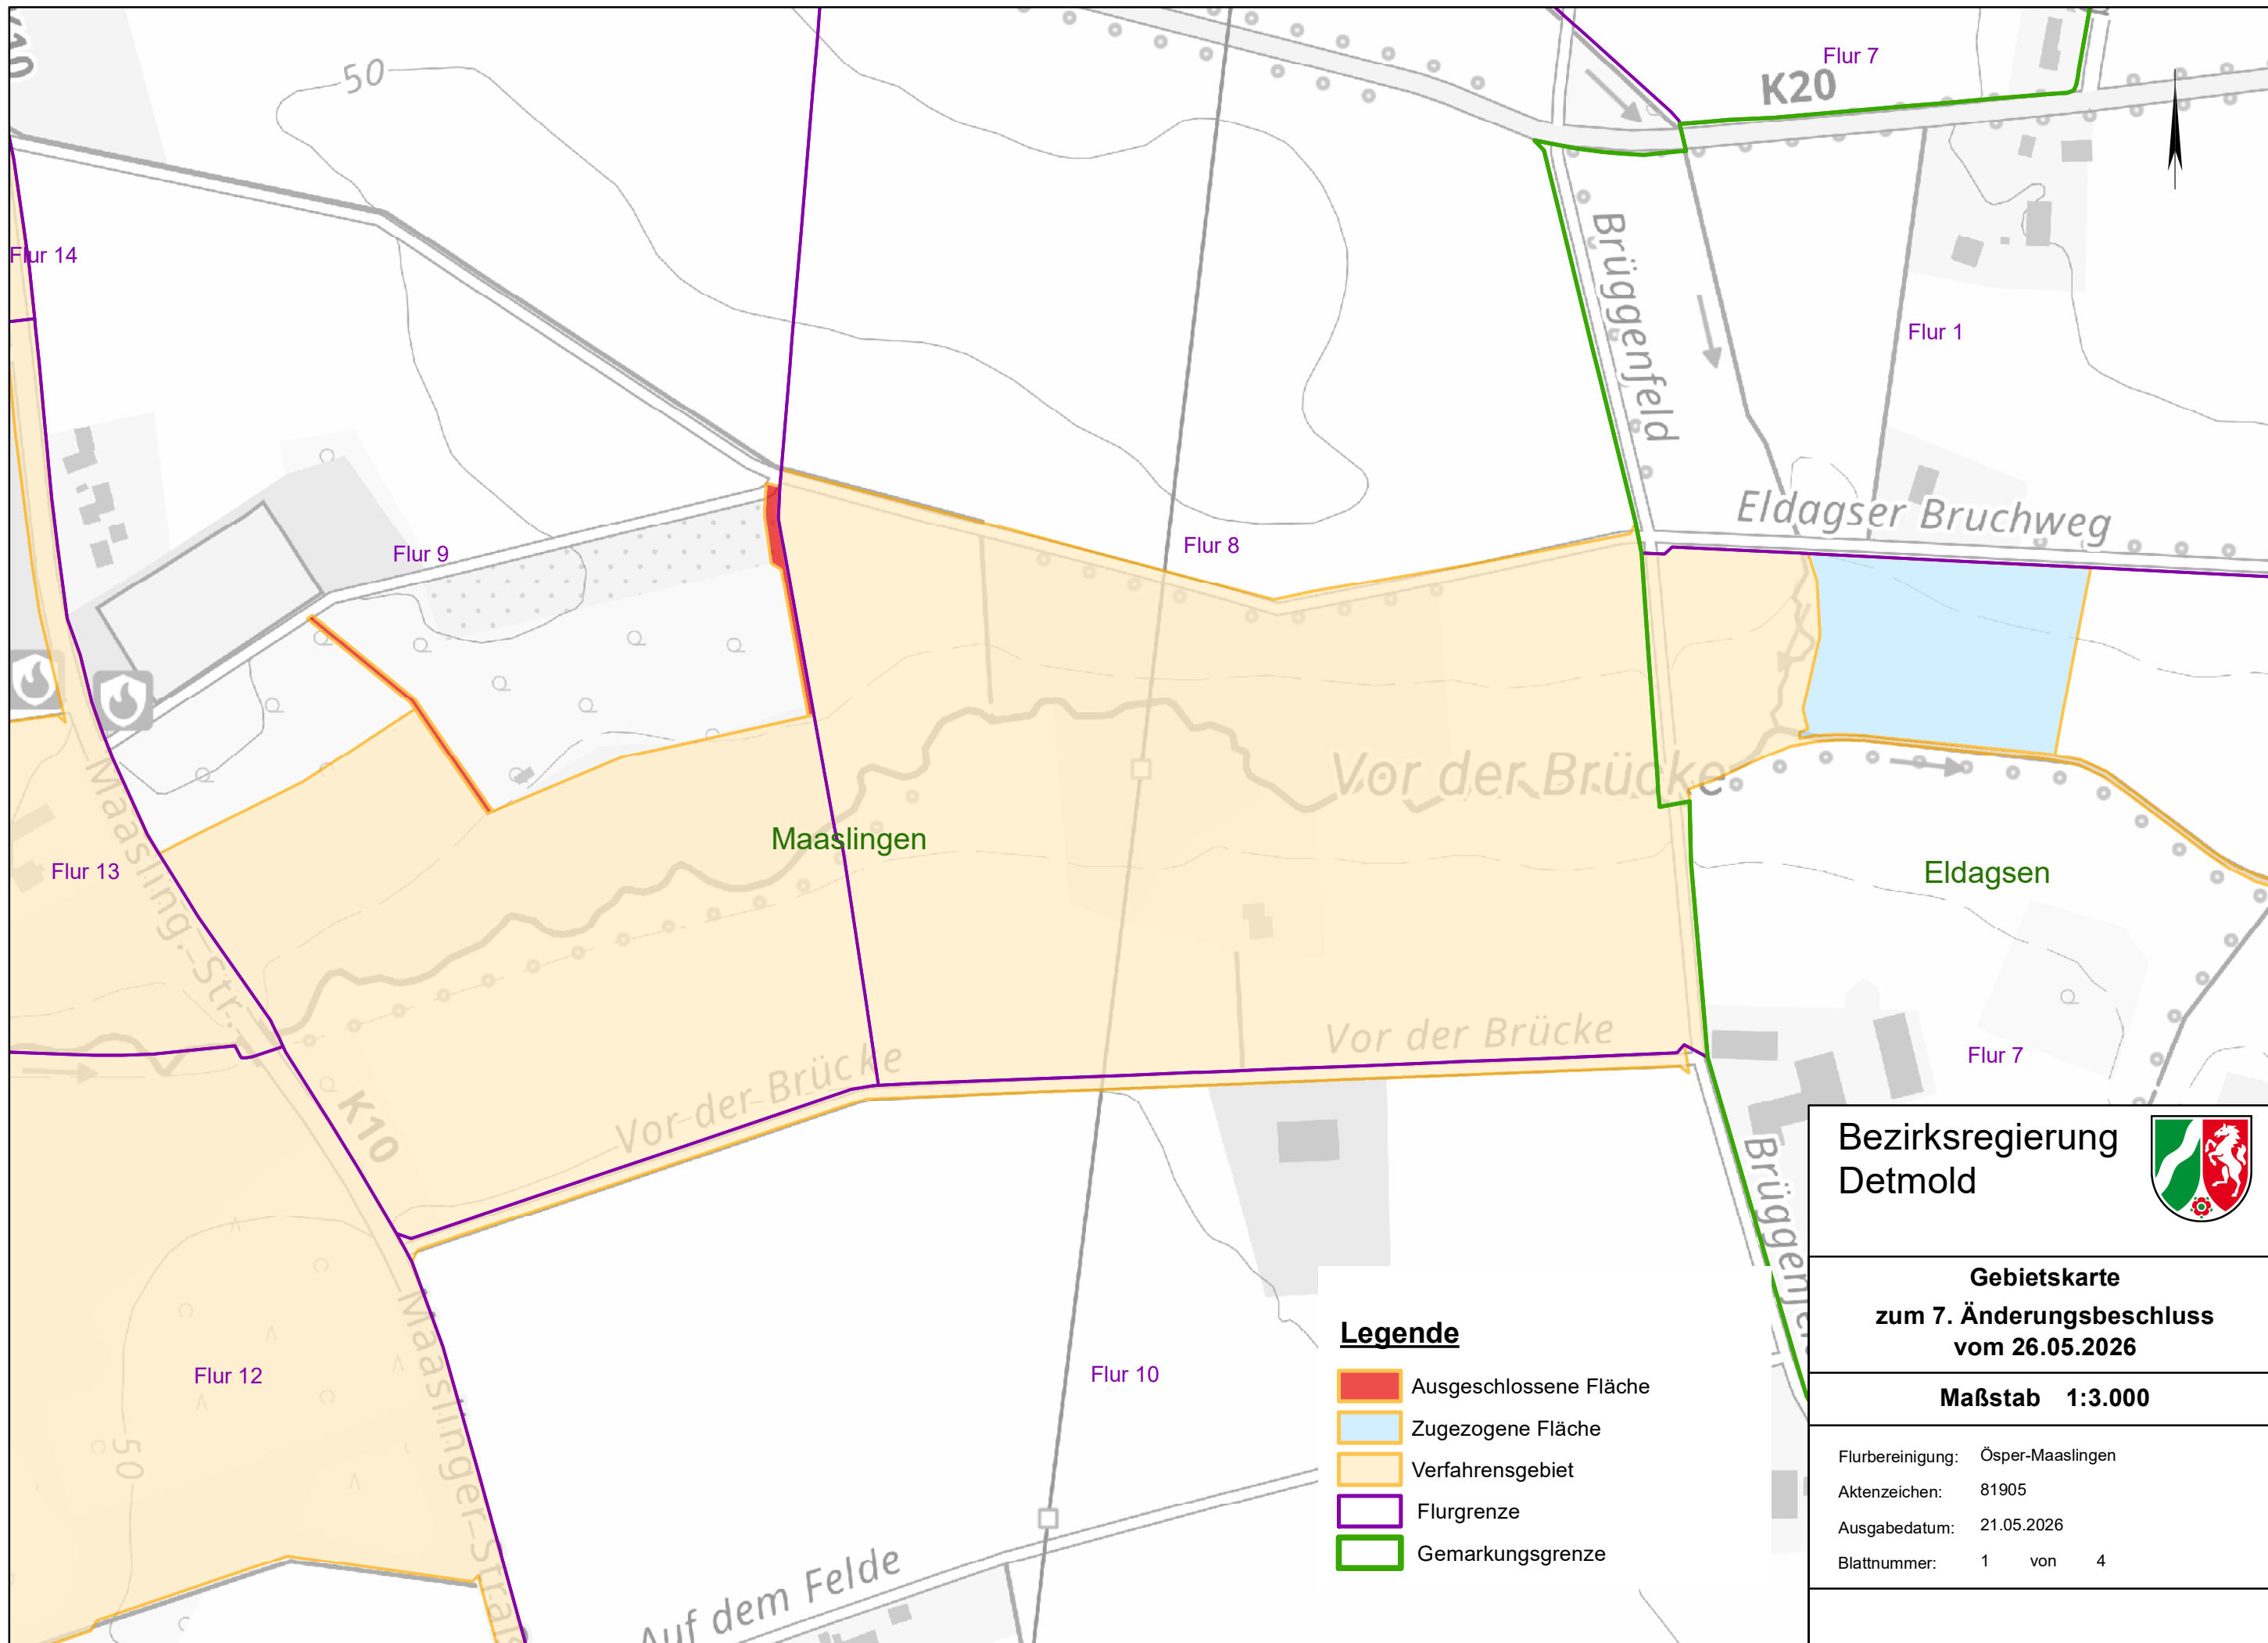 50
K20
Flur 7
Flur 14
Brüggenfeld
Flur 1
Eldagser Bruchweg
Flur 8
Flur 9
Vor der Brücke
Maaslingen
Eldagsen
Flur 13
Maasling.-Str.
Vor der Brücke
Vor-der-Brücke
Flur 7
K10
Flur 12
Flur 10
50
Auf dem Felde
Legende
Ausgeschlossene Fläche
Zugezogene Fläche
Verfahrensgebiet
Flurgrenze
Gemarkungsgrenze
Bezirksregierung
Detmold
Gebietskarte
zum 7. Änderungsbeschluss
vom 26.05.2026
Maßstab 1:3.000
Flurbereinigung: Ösper-Maaslingen
Aktenzeichen: 81905
Ausgabedatum: 21.05.2026
Blattnummer: 1 von 4